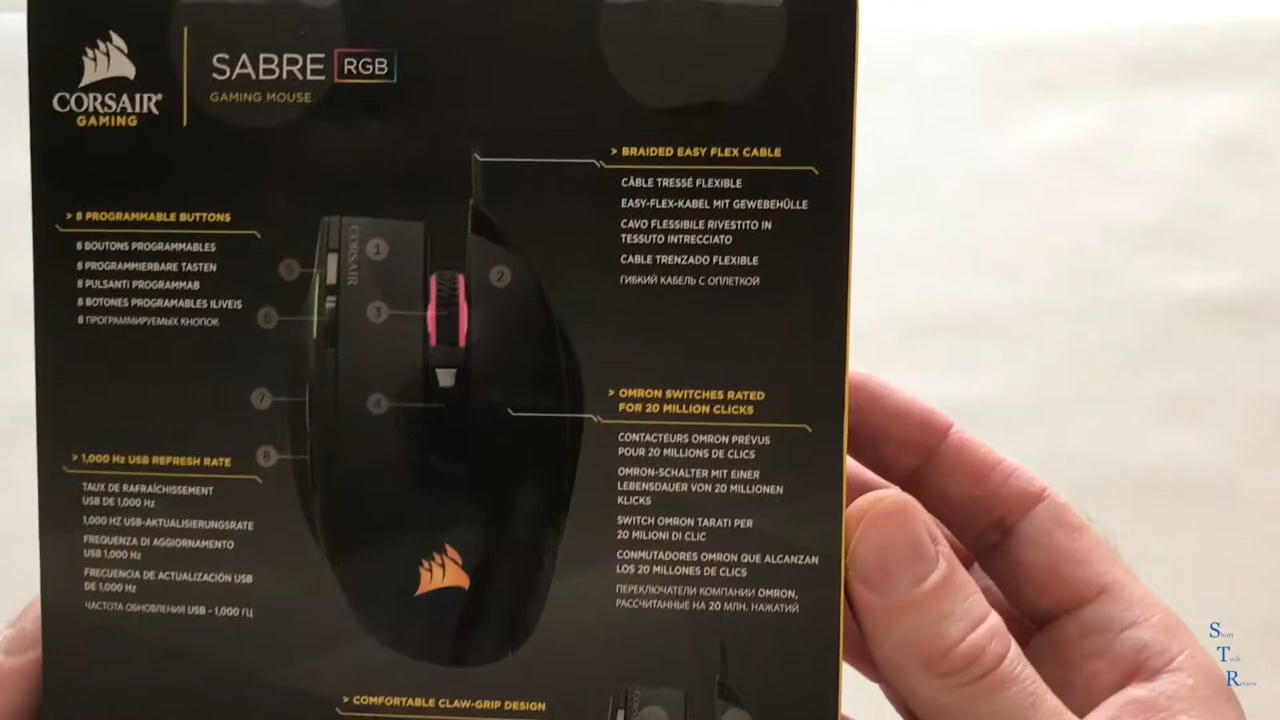 CORSAIR
GAMING
SABRE RGB
GAMING MOUSE
> 8 PROGRAMMABLE BUTTONS
8 BOUTONS PROGRAMMABLES
8 PROGRAMMIERBARE TASTEN
8 PULSANTI PROGRAMMAB
8 BOTONES PROGRAMABLES ILIVEIS
8 ПРОГРАММИРУЕМЫХ КНОПОК
> 1,000 Hz USB REFRESH RATE
TAUX DE RAFRAÎCHISSEMENT
USB DE 1,000 Hz
1,000 HZ USB-AKTUALISIERUNGSRATE
FREQUENZA DI AGGIORNAMENTO
USB 1,000 Hz
FRECUENCIA DE ACTUALIZACIÓN USB
DE 1,000 Hz
ЧАСТОТА ОБНОВЛЕНИЯ USB - 1,000 ГЦ
CORSAIR
1
2
3
4
5
6
7
8
> BRAIDED EASY FLEX CABLE
CÂBLE TRESSÉ FLEXIBLE
EASY-FLEX-KABEL MIT GEWEBEHÜLLE
CAVO FLESSIBILE RIVESTITO IN
TESSUTO INTRECCIATO
CABLE TRENZADO FLEXIBLE
ГИБКИЙ КАБЕЛЬ С ОПЛЕТКОЙ
> OMRON SWITCHES RATED
FOR 20 MILLION CLICKS
CONTACTEURS OMRON PRÉVUS
POUR 20 MILLIONS DE CLICS
OMRON-SCHALTER MIT EINER
LEBENSDAUER VON 20 MILLIONEN
KLICKS
SWITCH OMRON TARATI PER
20 MILIONI DI CLIC
CONMUTADORES OMRON QUE ALCANZAN
LOS 20 MILLONES DE CLICS
ПЕРЕКЛЮЧАТЕЛИ КОМПАНИИ OMRON,
РАССЧИТАННЫЕ НА 20 МЛН. НАЖАТИЙ
> COMFORTABLE CLAW-GRIP DESIGN
Short
Tech
Review